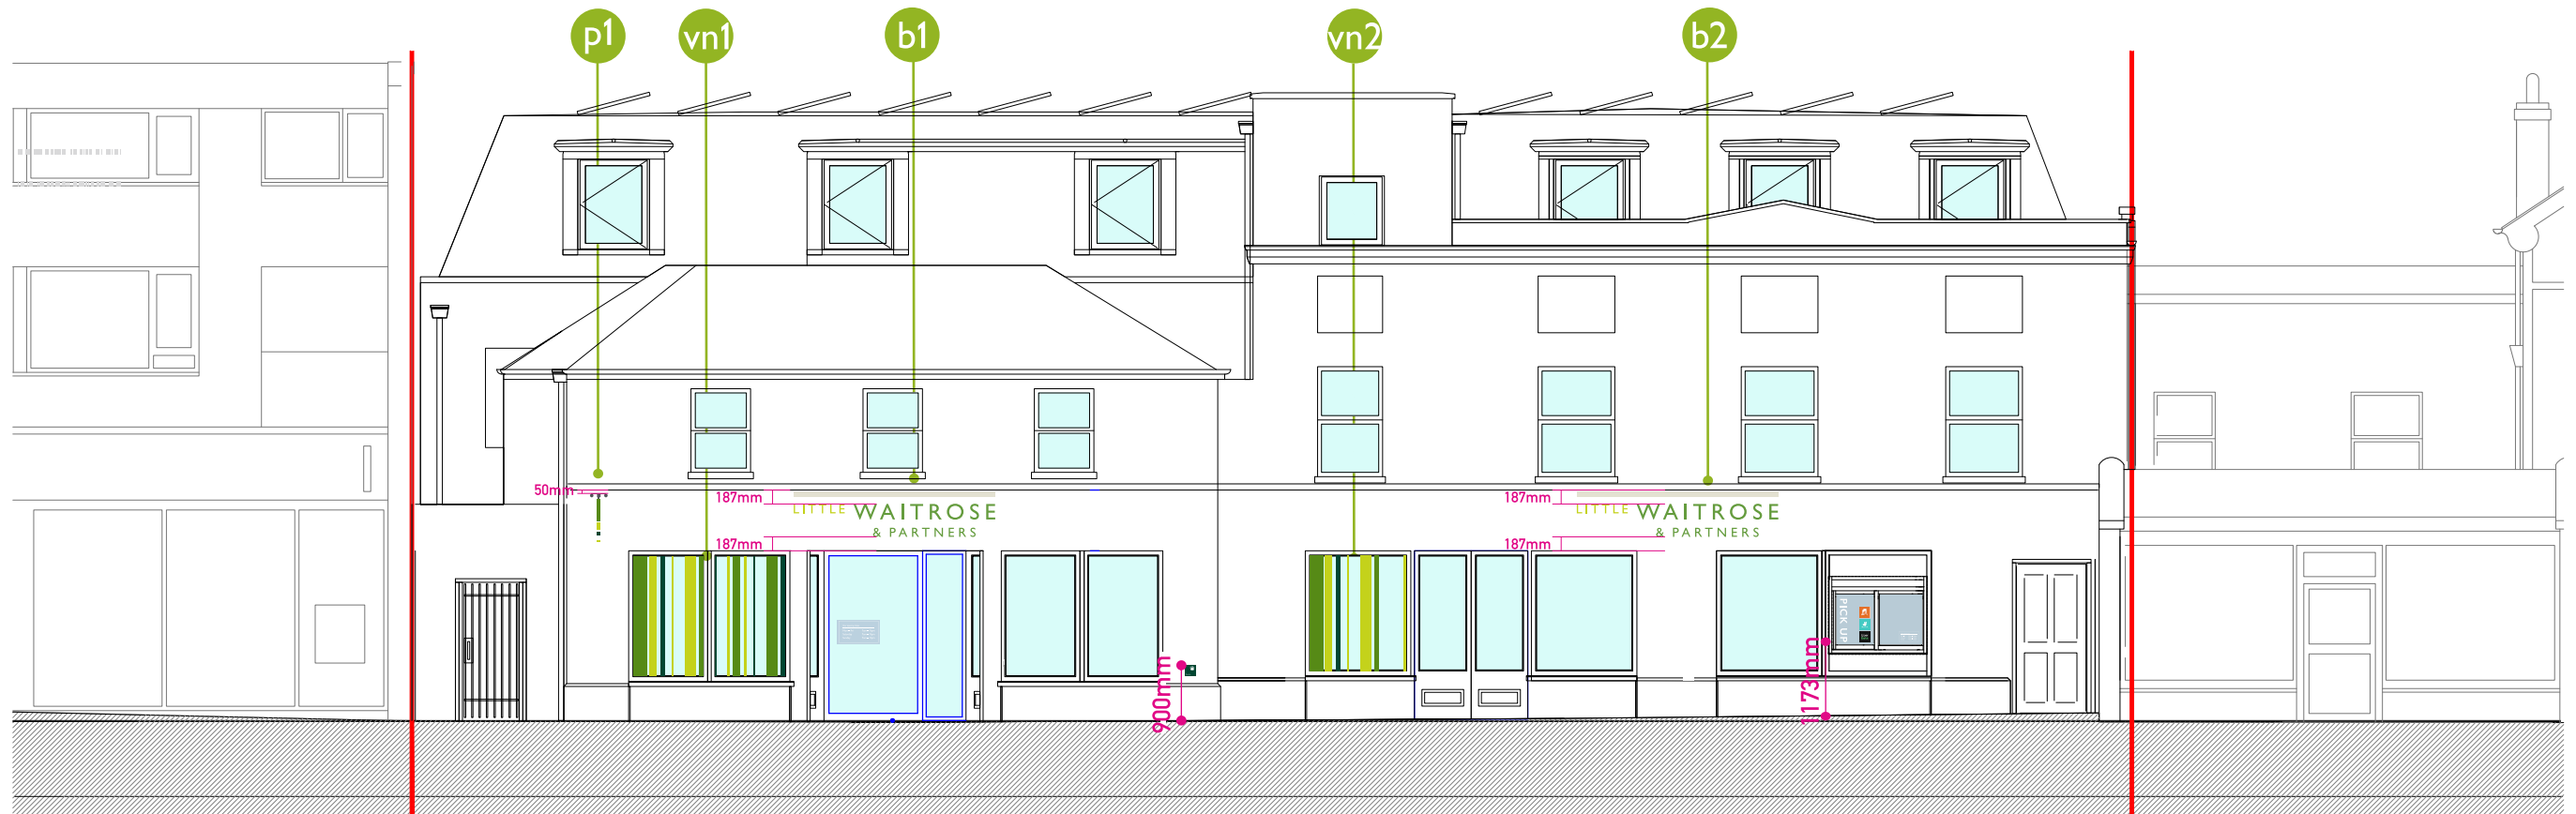 p1
vn1
b1
vn2
b2
50mm
187mm
187mm
LITTLE WAITROSE
& PARTNERS
LITTLE WAITROSE
& PARTNERS
187mm
187mm
PICK UP
900mm
1173mm